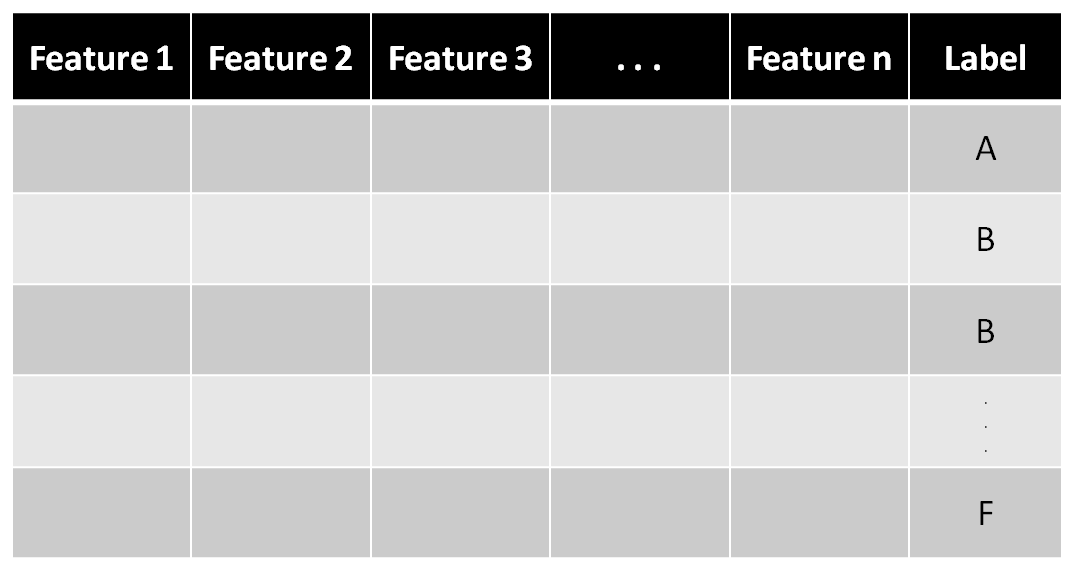 Feature 1 Feature 2 Feature 3 . . . Feature n Label
A
B
B
.
.
.
F